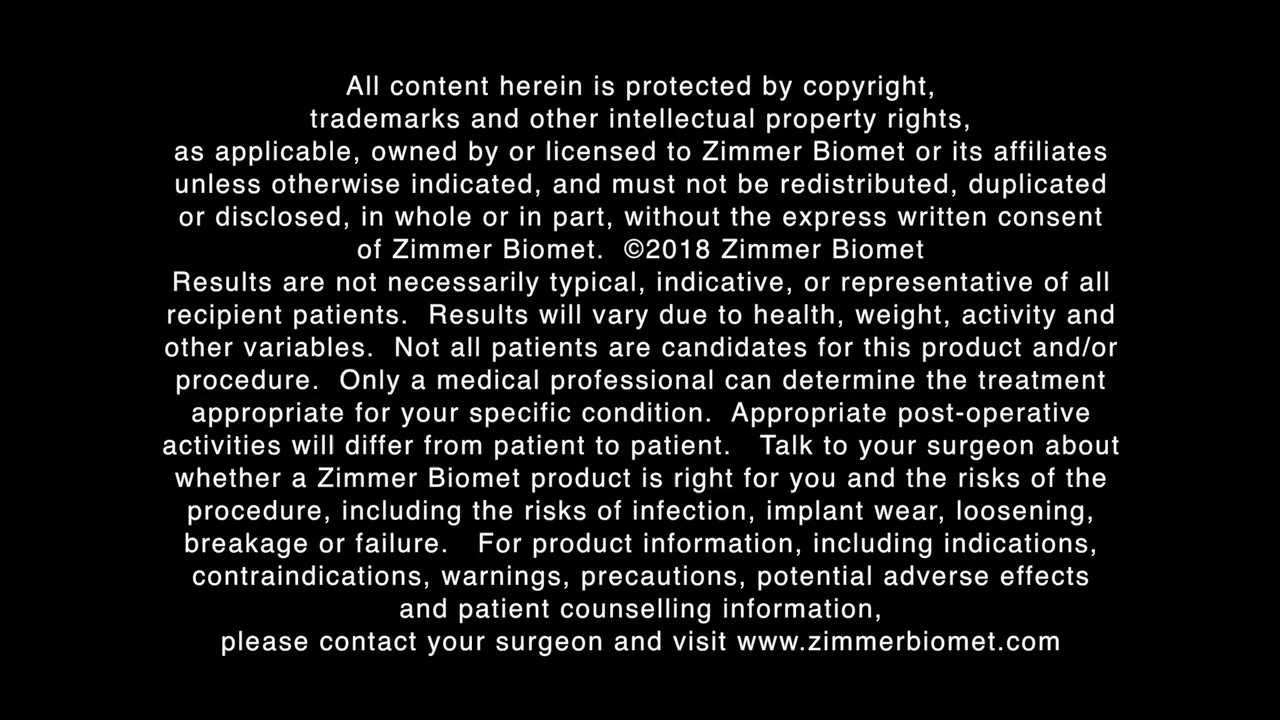 All content herein is protected by copyright,
trademarks and other intellectual property rights,
as applicable, owned by or licensed to Zimmer Biomet or its affiliates
unless otherwise indicated, and must not be redistributed, duplicated
or disclosed, in whole or in part, without the express written consent
of Zimmer Biomet.  ©2018 Zimmer Biomet
Results are not necessarily typical, indicative, or representative of all
recipient patients.  Results will vary due to health, weight, activity and
other variables.  Not all patients are candidates for this product and/or
procedure.  Only a medical professional can determine the treatment
appropriate for your specific condition.  Appropriate post-operative
activities will differ from patient to patient.   Talk to your surgeon about
whether a Zimmer Biomet product is right for you and the risks of the
procedure, including the risks of infection, implant wear, loosening,
breakage or failure.   For product information, including indications,
contraindications, warnings, precautions, potential adverse effects
and patient counselling information,
please contact your surgeon and visit www.zimmerbiomet.com